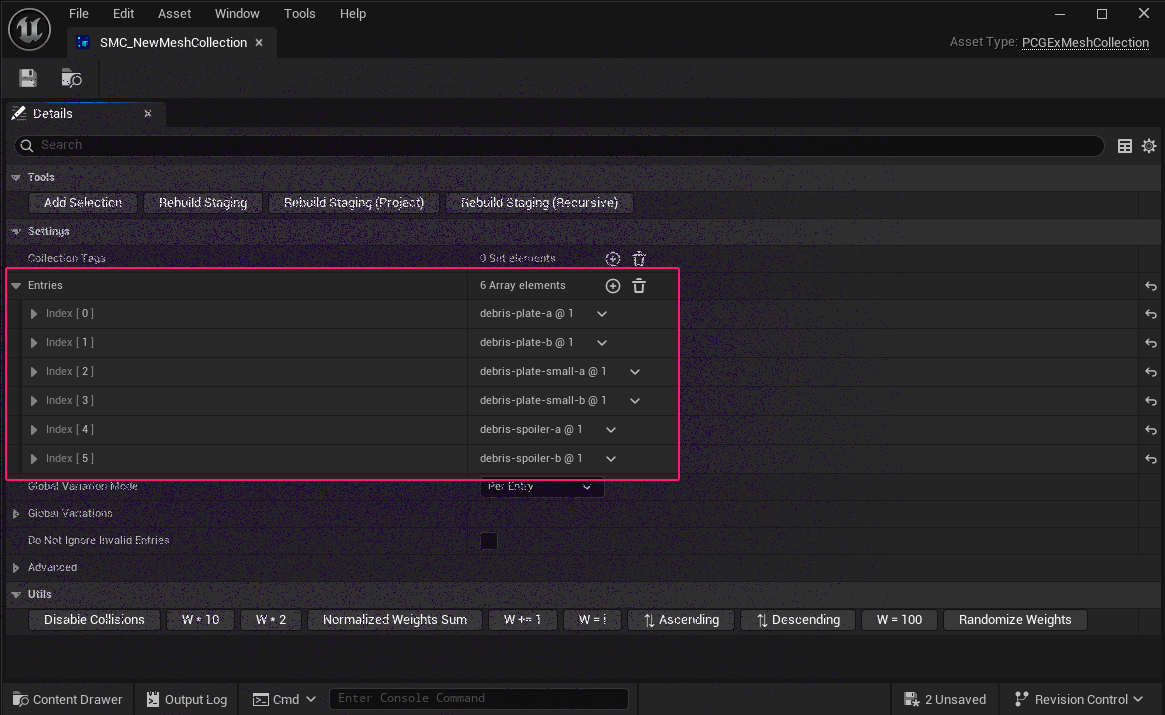 File Edit Asset Window Tools Help
SMC_NewMeshCollection
Asset Type: PCGExMeshCollection
Details
Search
Tools
Add Selection Rebuild Staging Rebuild Staging (Project) Rebuild Staging (Recursive)
Settings
Collection Tags 0 Set elements
Entries 6 Array elements
Index [ 0 ] debris-plate-a @ 1
Index [ 1 ] debris-plate-b @ 1
Index [ 2 ] debris-plate-small-a @ 1
Index [ 3 ] debris-plate-small-b @ 1
Index [ 4 ] debris-spoiler-a @ 1
Index [ 5 ] debris-spoiler-b @ 1
Global Variation Mode Per Entry
Global Variations
Do Not Ignore Invalid Entries
Advanced
Utils
Disable Collisions W * 10 W * 2 Normalized Weights Sum W += 1 W = i Ascending Descending W = 100 Randomize Weights
Content Drawer Output Log Cmd Enter Console Command 2 Unsaved Revision Control